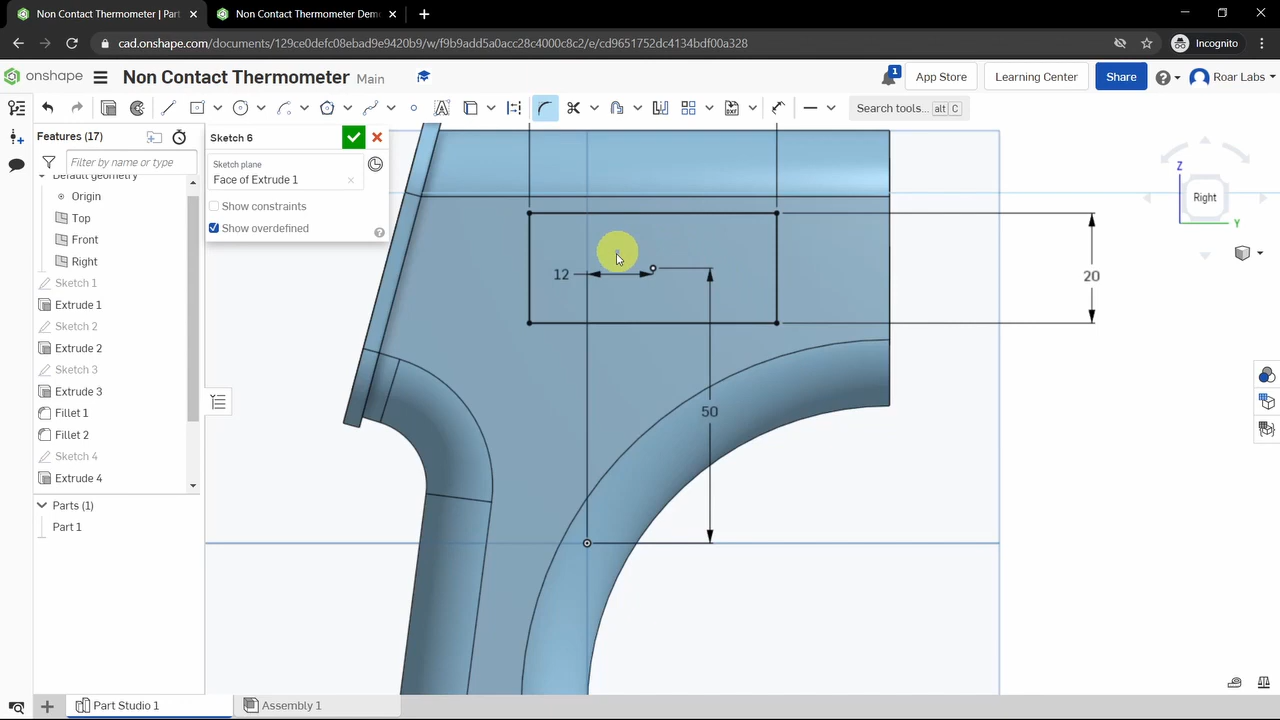 Non Contact Thermometer | Part
Non Contact Thermometer Dem
cad.onshape.com/documents/129ce0defc08ebad9e9420b9/w/f9b9add5a0acc28c4000c8c2/e/cd9651752dc4134bdf00a328
Incognito
onshape
Non Contact Thermometer
Main
1
App Store
Learning Center
Share
Roar Labs
Search tools...
alt
C
Features (17)
Filter by name or type
Default geometry
Origin
Top
Front
Right
Sketch 1
Extrude 1
Sketch 2
Extrude 2
Sketch 3
Extrude 3
Fillet 1
Fillet 2
Sketch 4
Extrude 4
Parts (1)
Part 1
Sketch 6
Sketch plane
Face of Extrude 1
Show constraints
Show overdefined
12
50
20
Z
Right
Y
Part Studio 1
Assembly 1